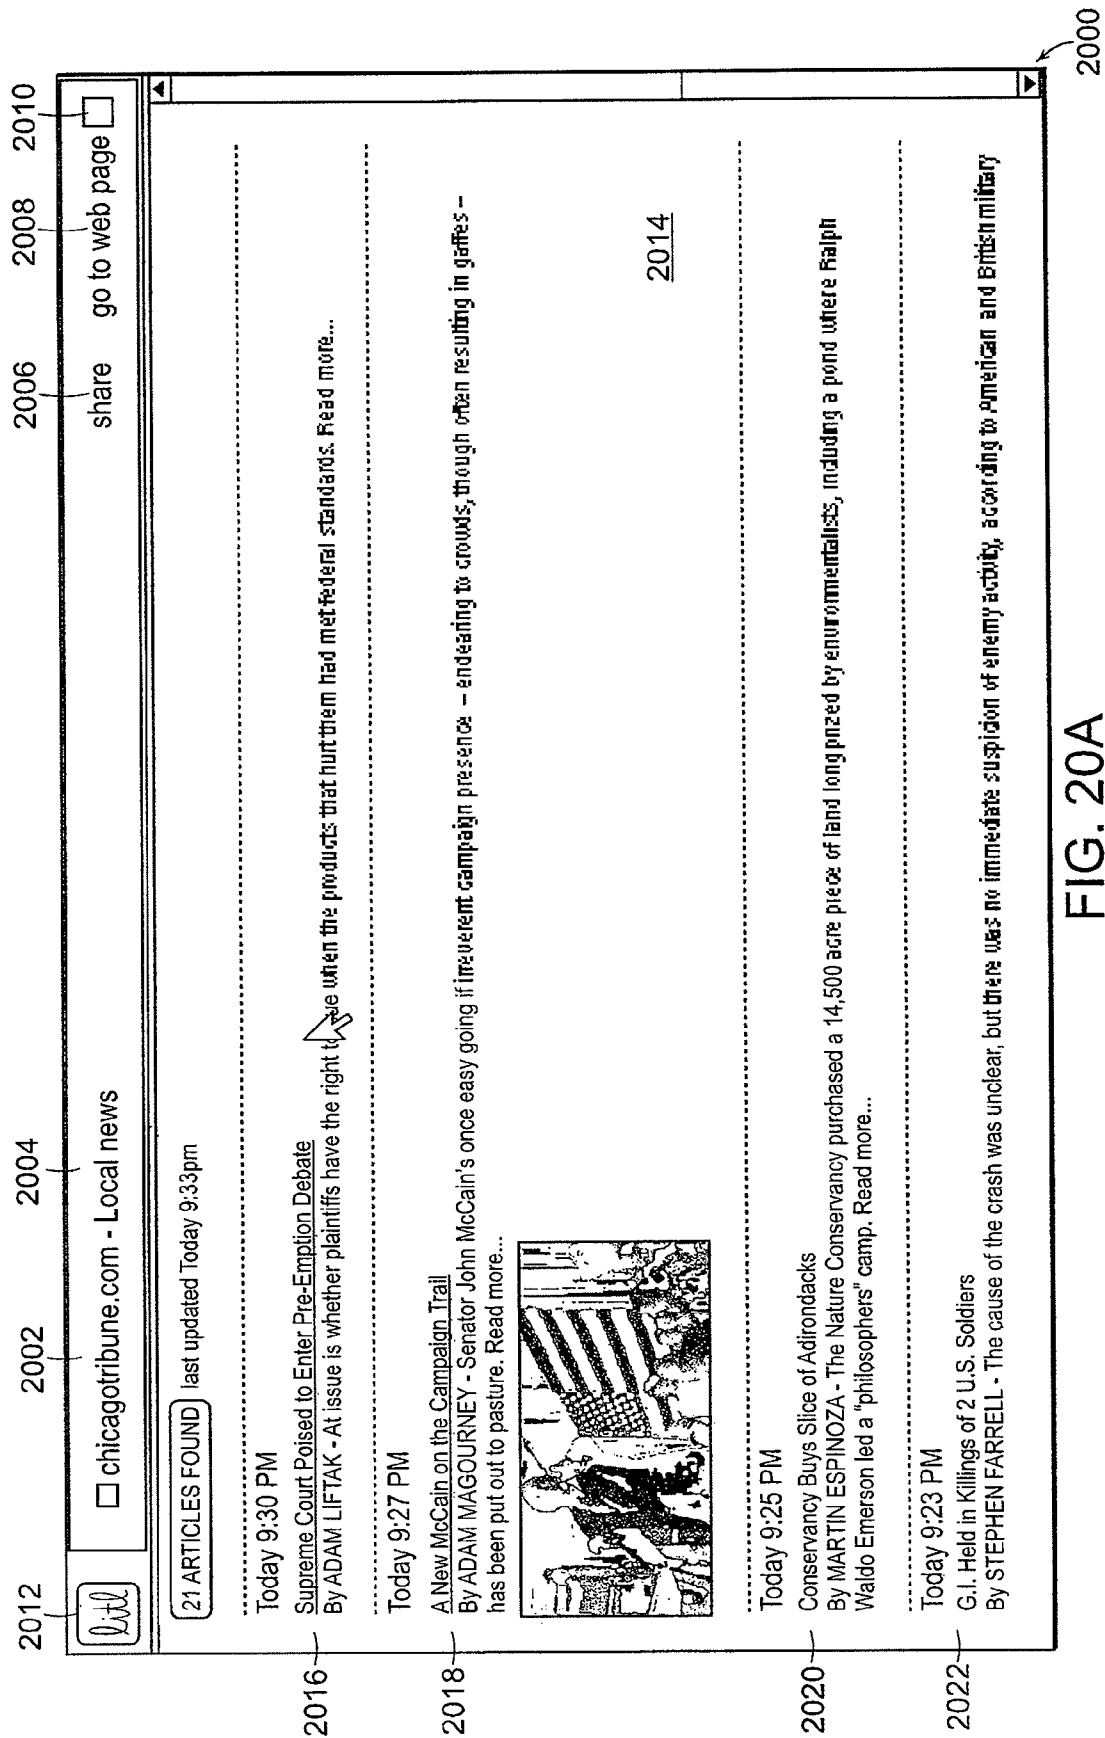 2012 2002 2004 2006 2008 2010
litl
chicagotribune.com - Local news share go to web page
21 ARTICLES FOUND last updated Today 9:33pm
Today 9:30 PM
2016
Supreme Court Poised to Enter Pre-Emption Debate
By ADAM LIFTAK - At issue is whether plaintiffs have the right to ue when the products that hurt them had met federal standards. Read more...
Today 9:27 PM
2018
A New McCain on the Campaign Trail
By ADAM MAGOURNEY - Senator John McCain's once easy going if irreverent campaign presence – endearing to crowds, though often resulting in gaffes –
has been put out to pasture. Read more...
2014
Today 9:25 PM
2020
Conservancy Buys Slice of Adirondacks
By MARTIN ESPINOZA - The Nature Conservancy purchased a 14,500 acre piece of land long prized by environmentalists, including a pond where Ralph
Waldo Emerson led a "philosophers" camp. Read more...
Today 9:23 PM
2022
G.I. Held in Killings of 2 U.S. Soldiers
By STEPHEN FARRELL - The cause of the crash was unclear, but there was no immediate suspicion of enemy activity, according to American and British military
2000
FIG. 20A